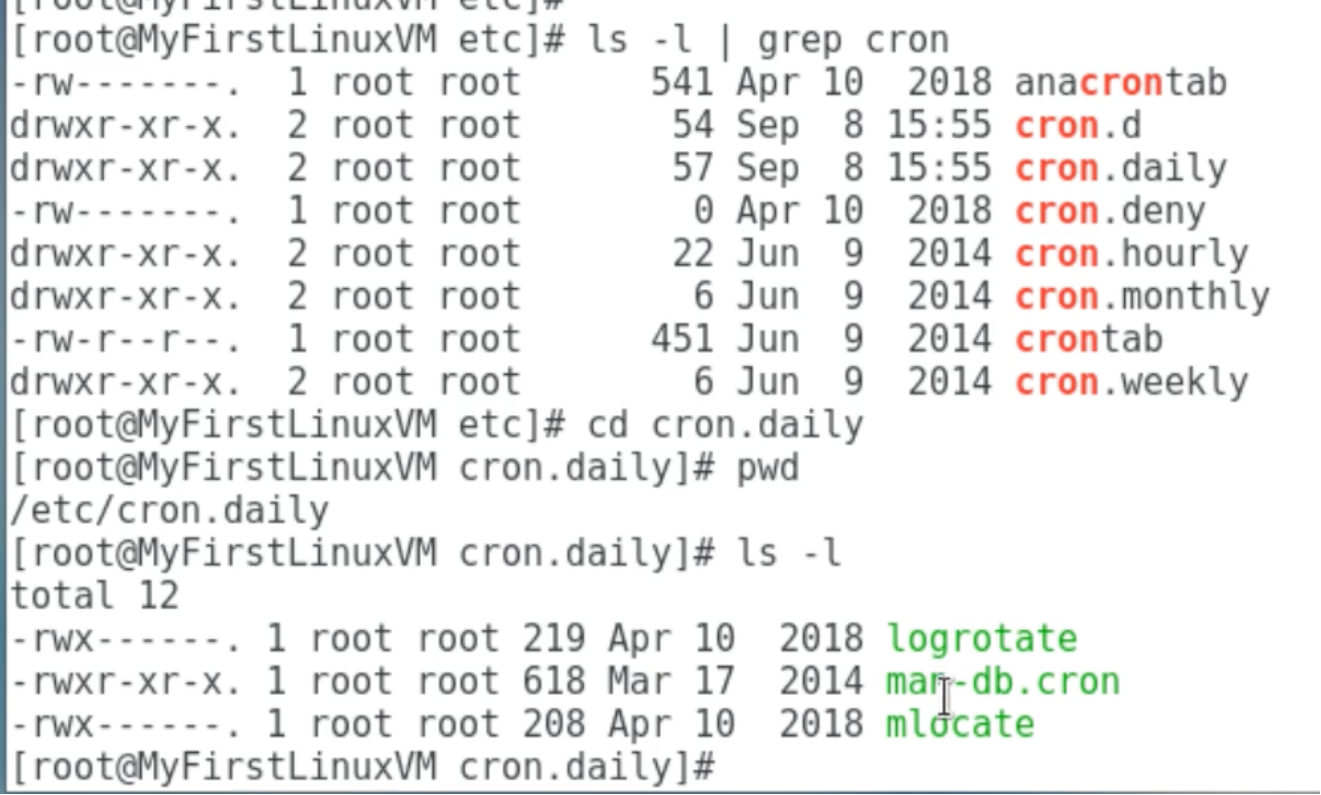 [root@MyFirstLinuxVM etc]#
[root@MyFirstLinuxVM etc]# ls -l | grep cron
-rw-------.  1 root root      541 Apr 10  2018 anacrontab
drwxr-xr-x.  2 root root       54 Sep  8 15:55 cron.d
drwxr-xr-x.  2 root root       57 Sep  8 15:55 cron.daily
-rw-------.  1 root root        0 Apr 10  2018 cron.deny
drwxr-xr-x.  2 root root       22 Jun  9  2014 cron.hourly
drwxr-xr-x.  2 root root        6 Jun  9  2014 cron.monthly
-rw-r--r--.  1 root root      451 Jun  9  2014 crontab
drwxr-xr-x.  2 root root        6 Jun  9  2014 cron.weekly
[root@MyFirstLinuxVM etc]# cd cron.daily
[root@MyFirstLinuxVM cron.daily]# pwd
/etc/cron.daily
[root@MyFirstLinuxVM cron.daily]# ls -l
total 12
-rwx------. 1 root root 219 Apr 10  2018 logrotate
-rwxr-xr-x. 1 root root 618 Mar 17  2014 man-db.cron
-rwx------. 1 root root 208 Apr 10  2018 mlocate
[root@MyFirstLinuxVM cron.daily]#